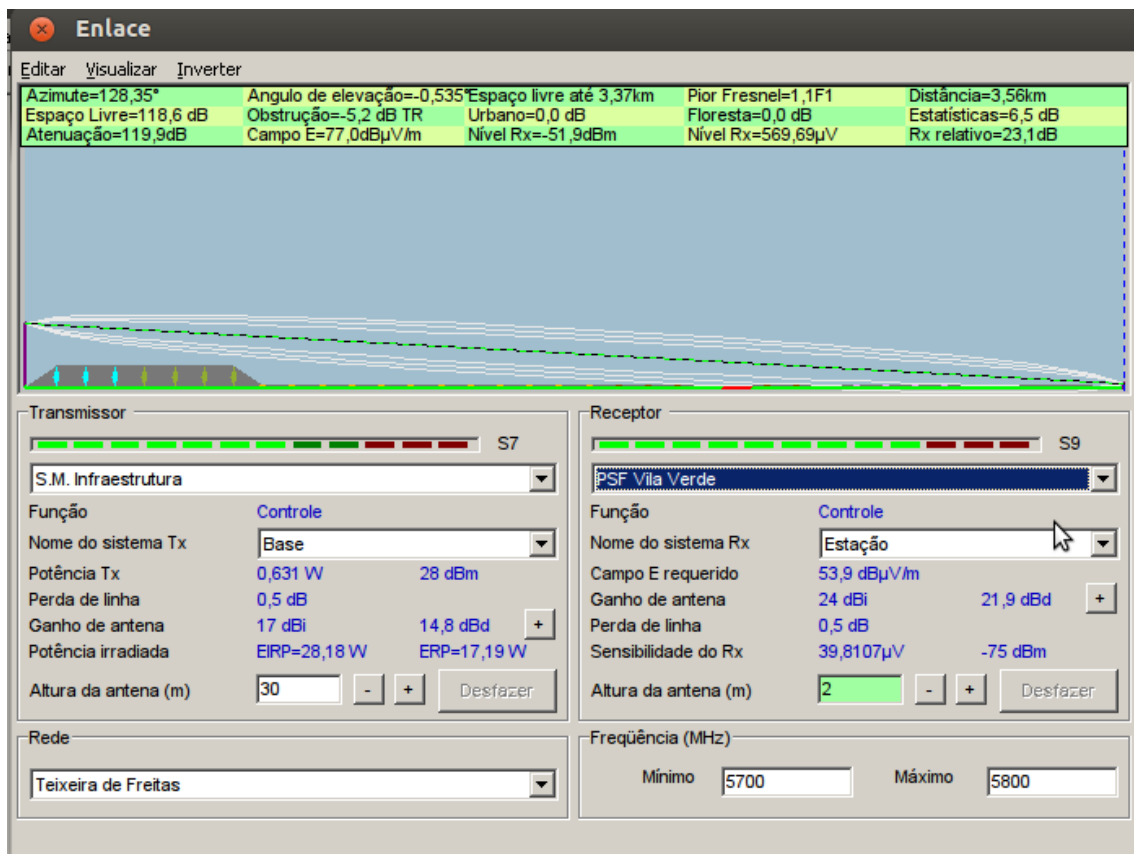 Enlace
Editar Visualizar Inverter
Azimute=128,35° Angulo de elevação=-0,535° Espaço livre até 3,37km Pior Fresnel=1,1F1 Distância=3,56km
Espaço Livre=118,6 dB Obstrução=-5,2 dB TR Urbano=0,0 dB Floresta=0,0 dB Estatísticas=6,5 dB
Atenuação=119,9dB Campo E=77,0dBµV/m Nível Rx=-51,9dBm Nível Rx=569,69µV Rx relativo=23,1dB
Transmissor
S7
S.M. Infraestrutura
Função Controle
Nome do sistema Tx Base
Potência Tx 0,631 W 28 dBm
Perda de linha 0,5 dB
Ganho de antena 17 dBi 14,8 dBd +
Potência irradiada EIRP=28,18 W ERP=17,19 W
Altura da antena (m) 30 - + Desfazer
Receptor
S9
PSF Vila Verde
Função Controle
Nome do sistema Rx Estação
Campo E requerido 53,9 dBµV/m
Ganho de antena 24 dBi 21,9 dBd +
Perda de linha 0,5 dB
Sensibilidade do Rx 39,8107µV -75 dBm
Altura da antena (m) 2 - + Desfazer
Rede
Teixeira de Freitas
Freqüência (MHz)
Mínimo 5700 Máximo 5800